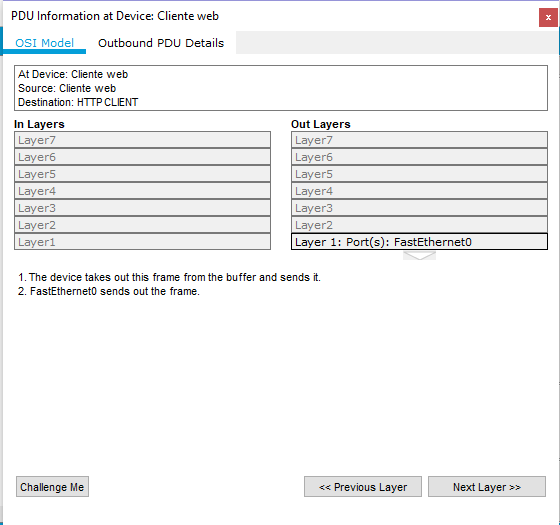 PDU Information at Device: Cliente web
x
OSI Model
Outbound PDU Details
At Device: Cliente web
Source: Cliente web
Destination: HTTP CLIENT
In Layers
Out Layers
Layer7
Layer7
Layer6
Layer6
Layer5
Layer5
Layer4
Layer4
Layer3
Layer3
Layer2
Layer2
Layer1
Layer 1: Port(s): FastEthernet0
1. The device takes out this frame from the buffer and sends it.
2. FastEthernet0 sends out the frame.
Challenge Me
<< Previous Layer
Next Layer >>